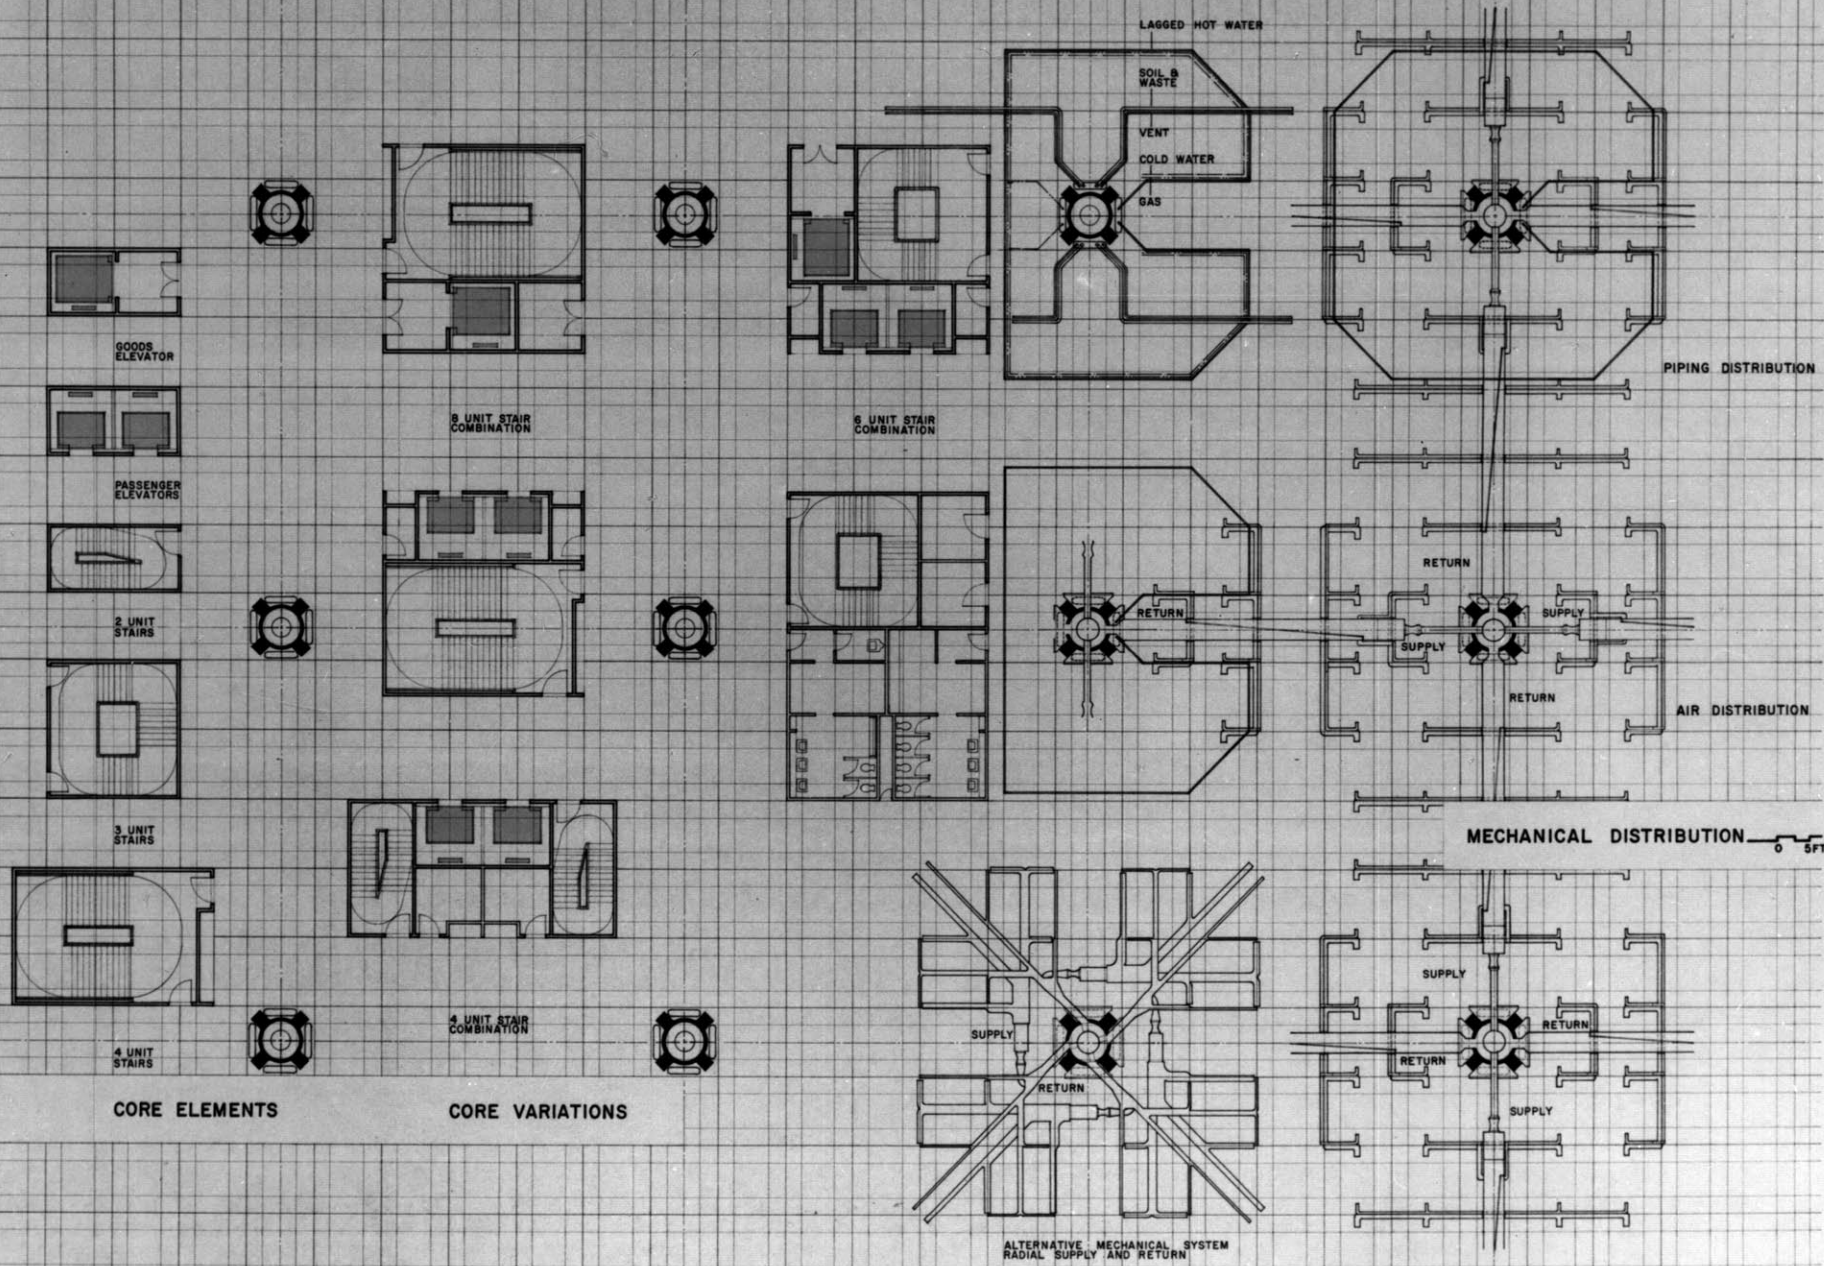 LAGGED HOT WATER
SOIL &
WASTE
VENT
COLD WATER
GAS
GOODS
ELEVATOR
PIPING DISTRIBUTION
8 UNIT STAIR
COMBINATION
6 UNIT STAIR
COMBINATION
PASSENGER
ELEVATORS
RETURN
2 UNIT
STAIRS
RETURN
SUPPLY
SUPPLY
RETURN
AIR DISTRIBUTION
3 UNIT
STAIRS
MECHANICAL DISTRIBUTION
0 5FT
SUPPLY
4 UNIT STAIR
COMBINATION
SUPPLY
RETURN
4 UNIT
STAIRS
RETURN
RETURN
CORE ELEMENTS
CORE VARIATIONS
SUPPLY
ALTERNATIVE MECHANICAL SYSTEM
RADIAL SUPPLY AND RETURN